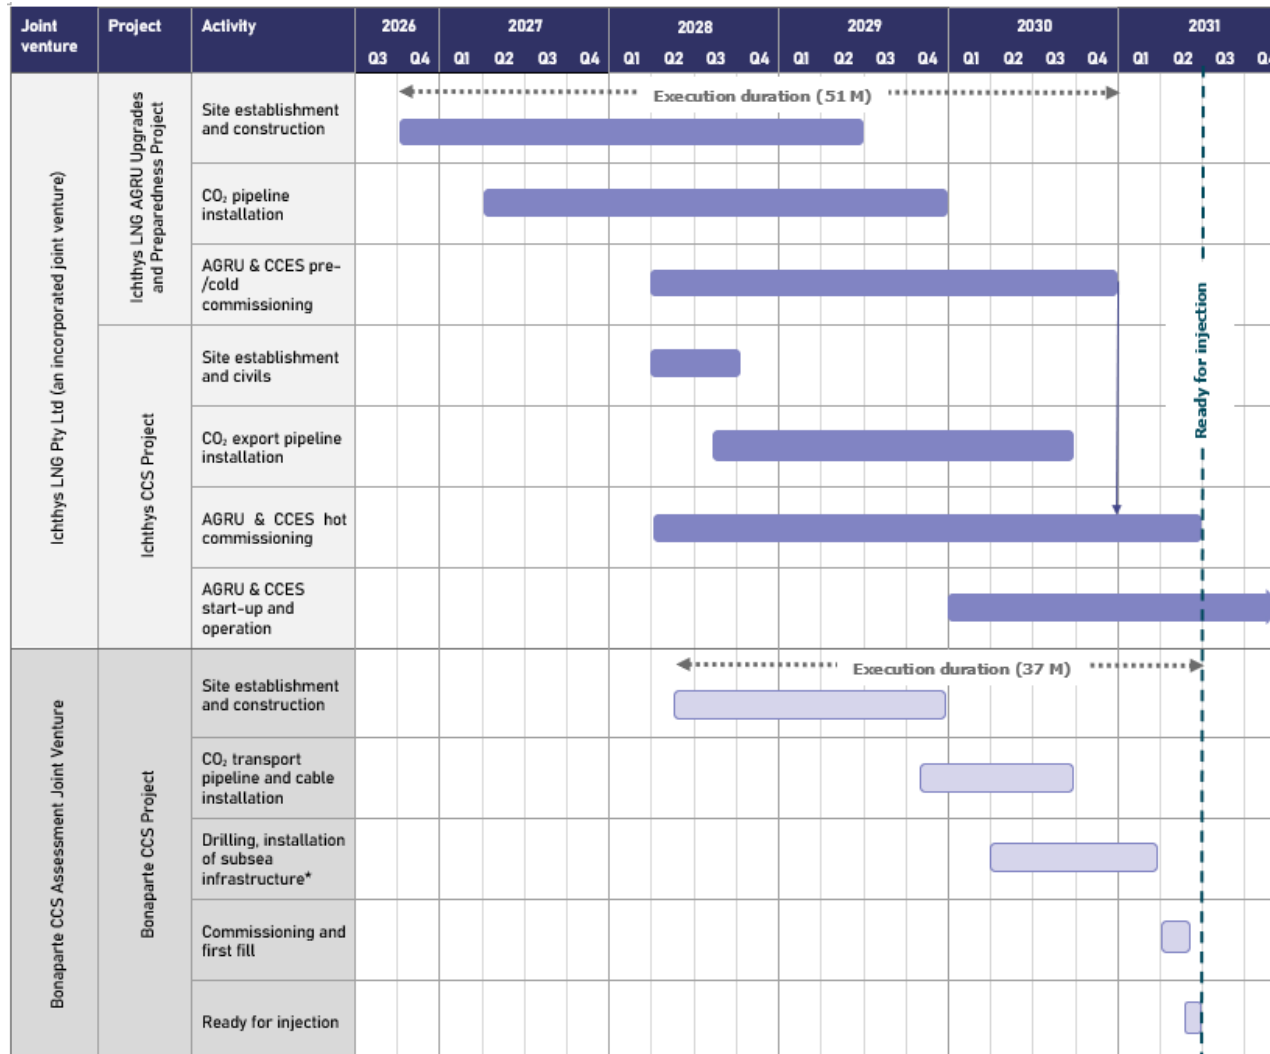 Joint
venture
Project
Activity
2026
2027
2028
2029
2030
2031
Q3 Q4 Q1 Q2 Q3 Q4 Q1 Q2 Q3 Q4 Q1 Q2 Q3 Q4 Q1 Q2 Q3 Q4 Q1 Q2 Q3
Ichthys LNG Pty Ltd (an incorporated joint venture)
Ichthys LNG AGRU Upgrades
and Preparedness Project
Site establishment
and construction
Execution duration (51 M)
CO₂ pipeline
installation
AGRU & CCES pre-
/cold
commissioning
Ready for injection
Ichthys CCS Project
Site establishment
and civils
CO₂ export pipeline
installation
AGRU & CCES hot
commissioning
AGRU & CCES
start-up and
operation
Bonaparte CCS Assessment Joint Venture
Bonaparte CCS Project
Site establishment
and construction
Execution duration (37 M)
CO₂ transport
pipeline and cable
installation
Drilling, installation
of subsea
infrastructure*
Commissioning and
first fill
Ready for injection